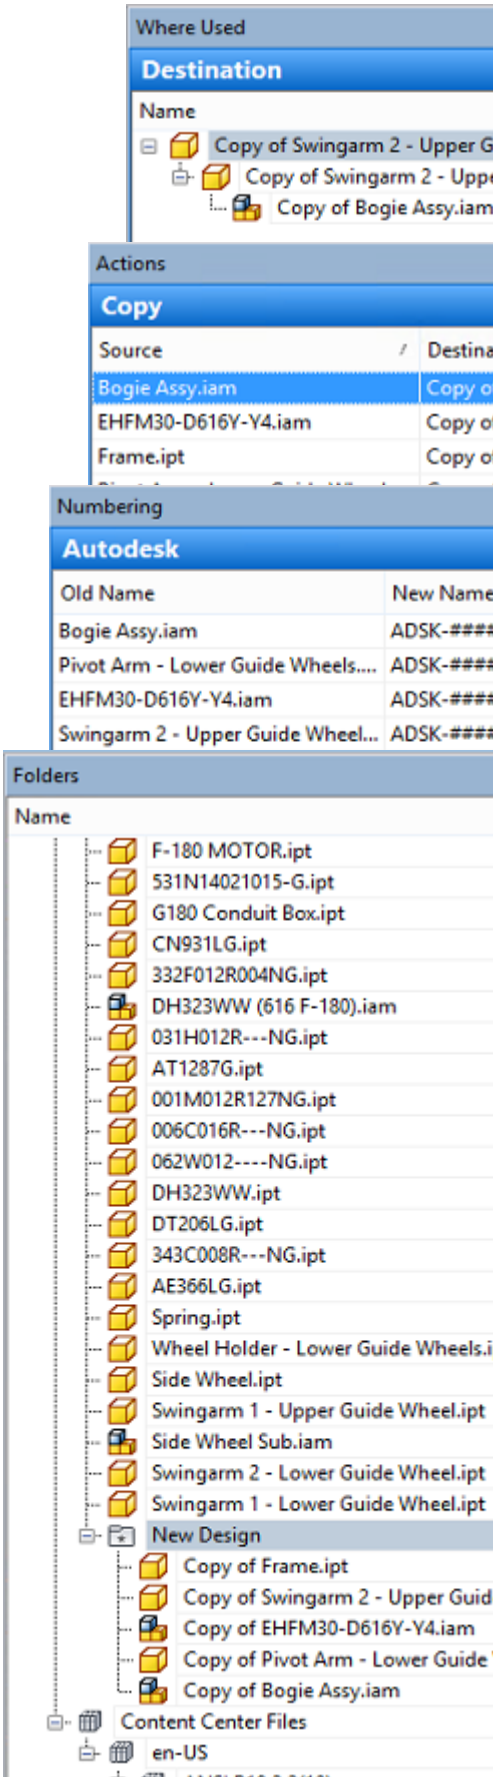 Where Used
Destination
Name
Copy of Swingarm 2 - Upper G
Copy of Swingarm 2 - Upp
Copy of Bogie Assy.iam
Actions
Copy
Source / Destina
Bogie Assy.iam Copy of
EHFM30-D616Y-Y4.iam Copy of
Frame.ipt Copy of
Numbering
Autodesk
Old Name New Name
Bogie Assy.iam ADSK-####
Pivot Arm - Lower Guide Wheels.... ADSK-####
EHFM30-D616Y-Y4.iam ADSK-####
Swingarm 2 - Upper Guide Wheel... ADSK-####
Folders
Name
F-180 MOTOR.ipt
531N14021015-G.ipt
G180 Conduit Box.ipt
CN931LG.ipt
332F012R004NG.ipt
DH323WW (616 F-180).iam
031H012R---NG.ipt
AT1287G.ipt
001M012R127NG.ipt
006C016R---NG.ipt
062W012----NG.ipt
DH323WW.ipt
DT206LG.ipt
343C008R---NG.ipt
AE366LG.ipt
Spring.ipt
Wheel Holder - Lower Guide Wheels.i
Side Wheel.ipt
Swingarm 1 - Upper Guide Wheel.ipt
Side Wheel Sub.iam
Swingarm 2 - Lower Guide Wheel.ipt
Swingarm 1 - Lower Guide Wheel.ipt
New Design
Copy of Frame.ipt
Copy of Swingarm 2 - Upper Guid
Copy of EHFM30-D616Y-Y4.iam
Copy of Pivot Arm - Lower Guide
Copy of Bogie Assy.iam
Content Center Files
en-US